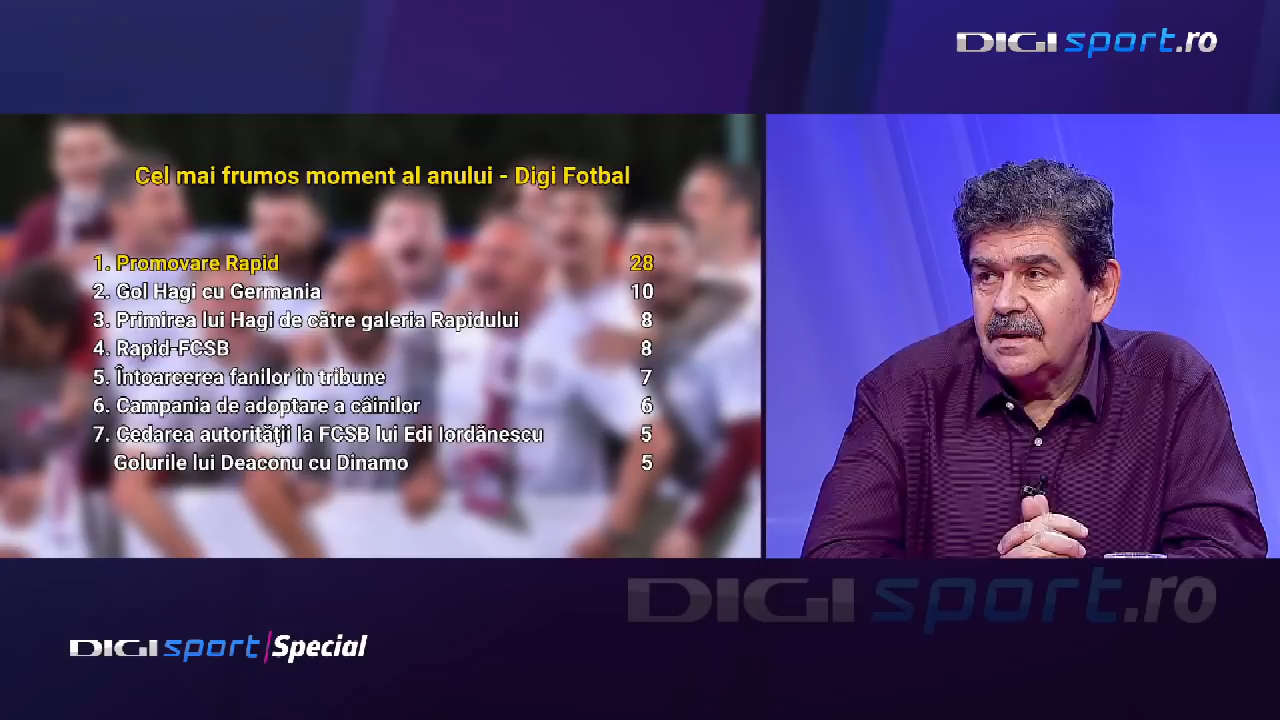 DIGI sport.ro
Cel mai frumos moment al anului - Digi Fotbal
1. Promovare Rapid 28
2. Gol Hagi cu Germania 10
3. Primirea lui Hagi de către galeria Rapidului 8
4. Rapid-FCSB 8
5. Întoarcerea fanilor în tribune 7
6. Campania de adoptare a câinilor 6
7. Cedarea autorității la FCSB lui Edi Iordănescu 5
Golurile lui Deaconu cu Dinamo 5
DIGI sport.ro
DIGI sport Special